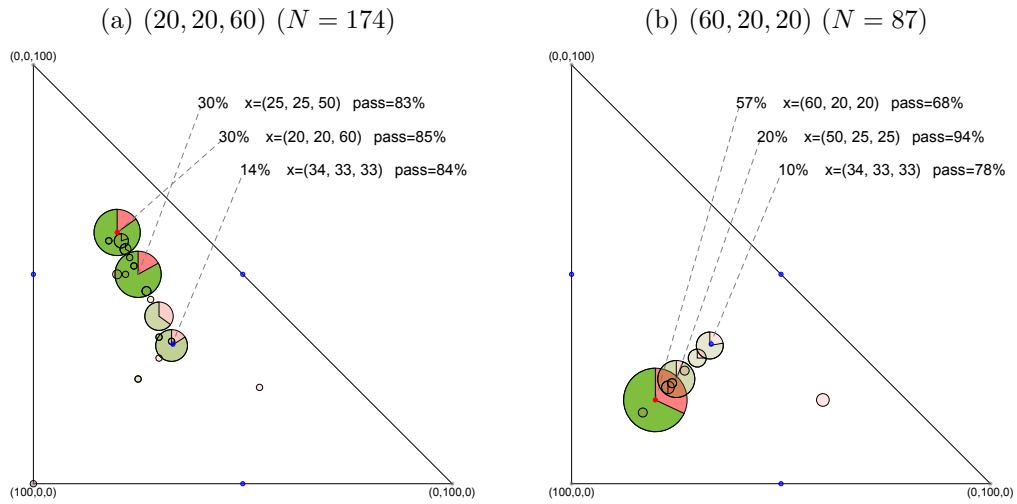 (a) (20, 20, 60) (N = 174)
(0,0,100)
30% x=(25, 25, 50) pass=83%
30% x=(20, 20, 60) pass=85%
14% x=(34, 33, 33) pass=84%
(100,0,0)
(0,100,0)
(b) (60, 20, 20) (N = 87)
(0,0,100)
57% x=(60, 20, 20) pass=68%
20% x=(50, 25, 25) pass=94%
10% x=(34, 33, 33) pass=78%
(100,0,0)
(0,100,0)